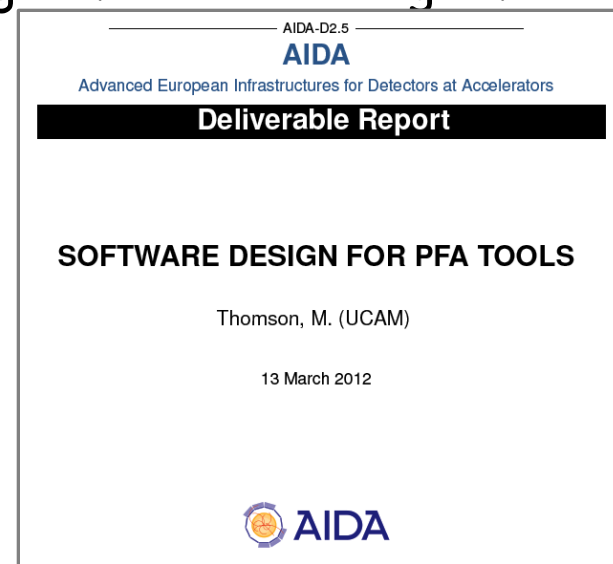 AIDA-D2.5
AIDA
Advanced European Infrastructures for Detectors at Accelerators
Deliverable Report
SOFTWARE DESIGN FOR PFA TOOLS
Thomson, M. (UCAM)
13 March 2012
AIDA